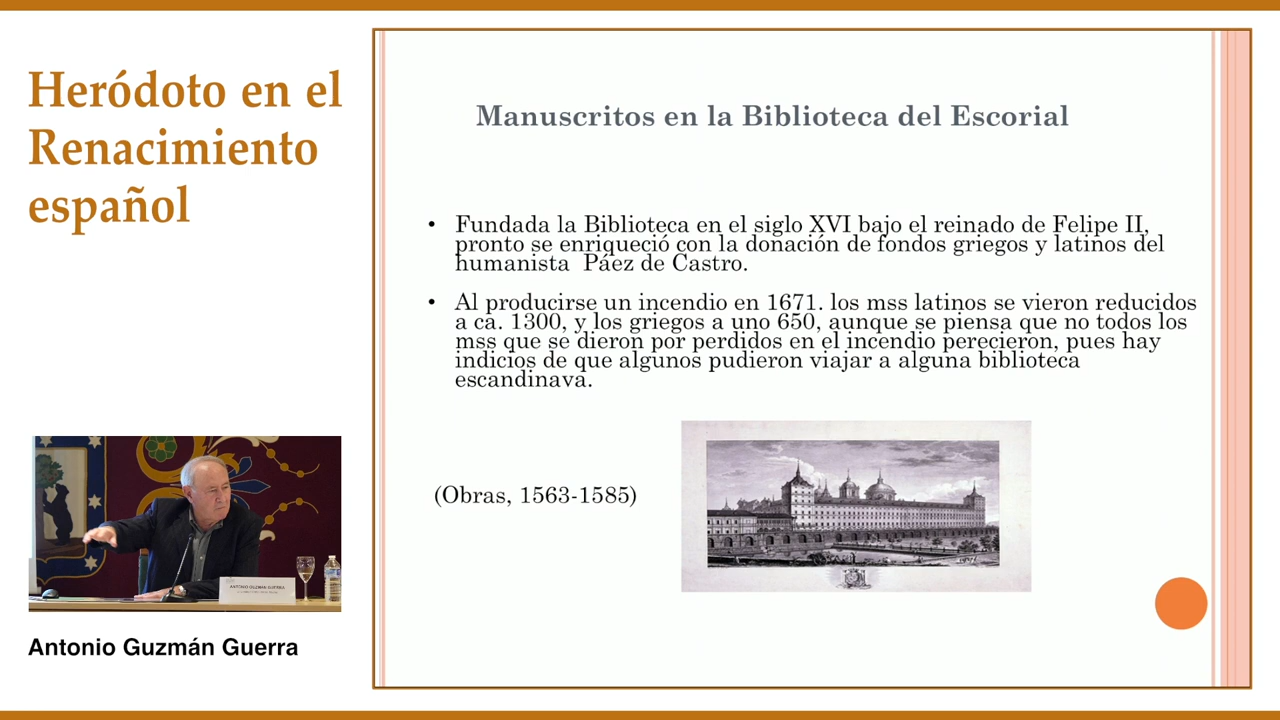 Heródoto en el
Renacimiento
español
Manuscritos en la Biblioteca del Escorial
• Fundada la Biblioteca en el siglo XVI bajo el reinado de Felipe II,
pronto se enriqueció con la donación de fondos griegos y latinos del
humanista Páez de Castro.
• Al producirse un incendio en 1671. los mss latinos se vieron reducidos
a ca. 1300, y los griegos a uno 650, aunque se piensa que no todos los
mss que se dieron por perdidos en el incendio perecieron, pues hay
indicios de que algunos pudieron viajar a alguna biblioteca
escandinava.
(Obras, 1563-1585)
ANTONIO GUZMÁN GUERRA
Antonio Guzmán Guerra